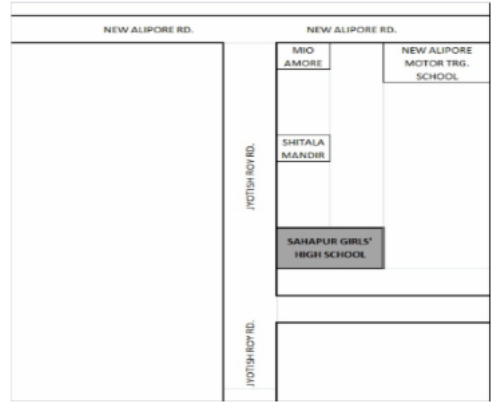 NEW ALIPORE RD.
NEW ALIPORE RD.
MIO
AMORE
NEW ALIPORE
MOTOR TRG.
SCHOOL
SHITALA
MANDIR
JYOTISH ROY RD.
SAHAPUR GIRLS'
HIGH SCHOOL
JYOTISH ROY RD.